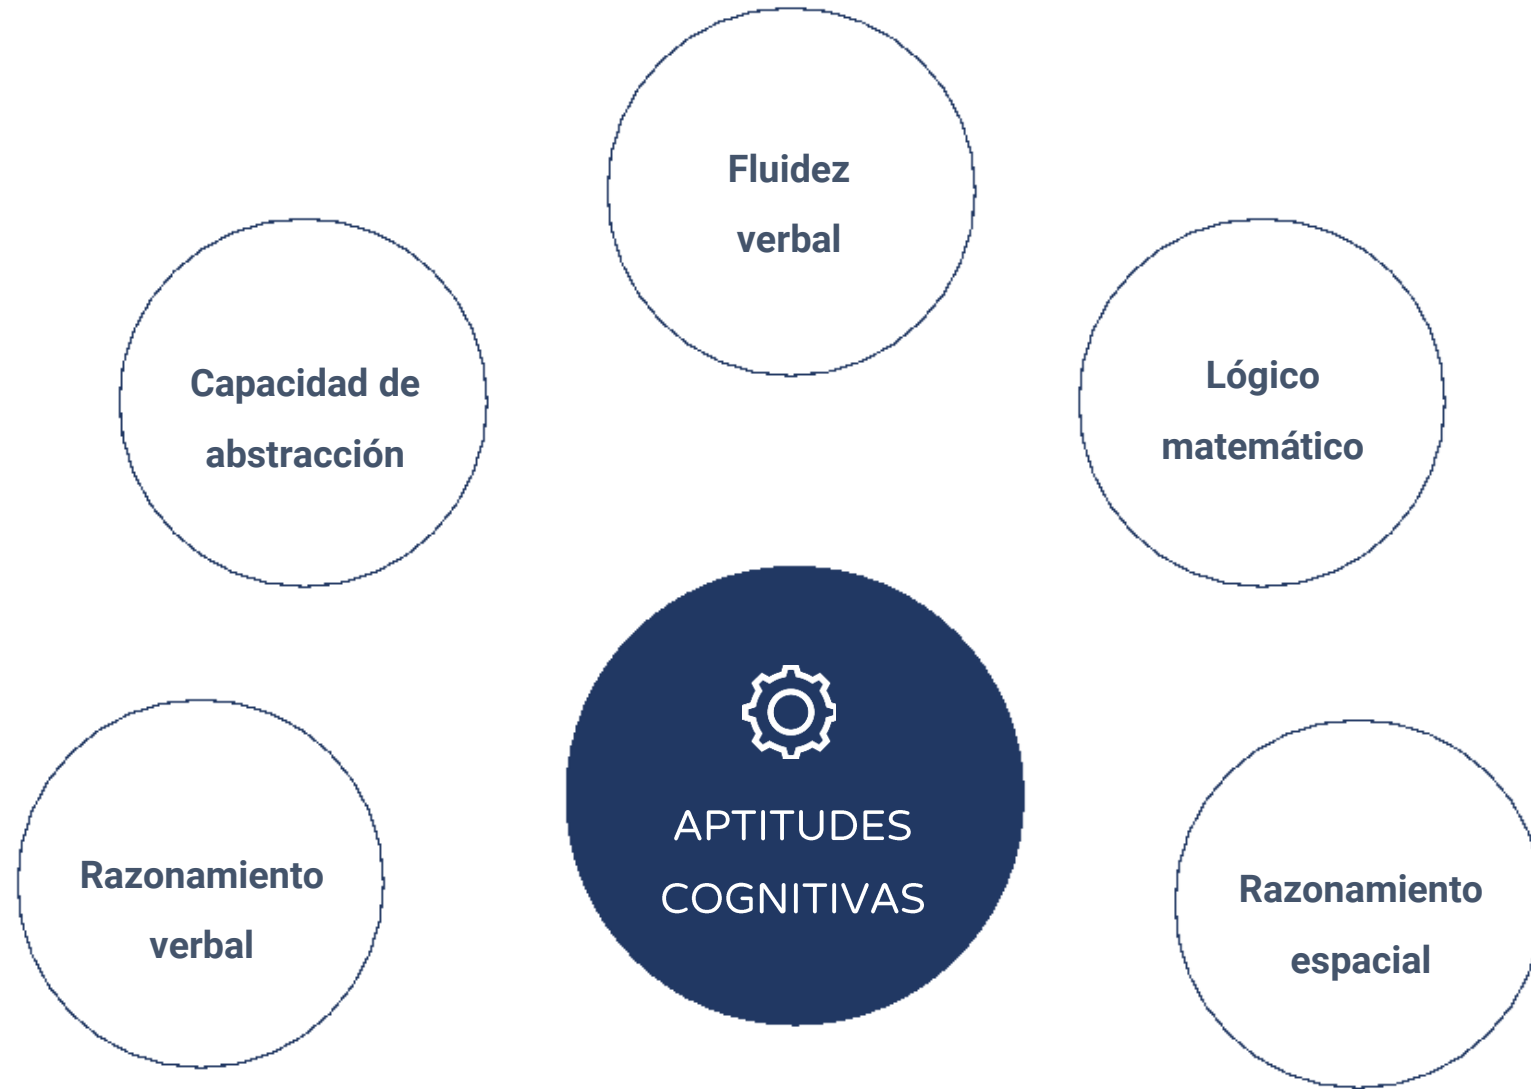 Fluidez
verbal
Capacidad de
abstracción
Lógico
matemático
APTITUDES
COGNITIVAS
Razonamiento
verbal
Razonamiento
espacial